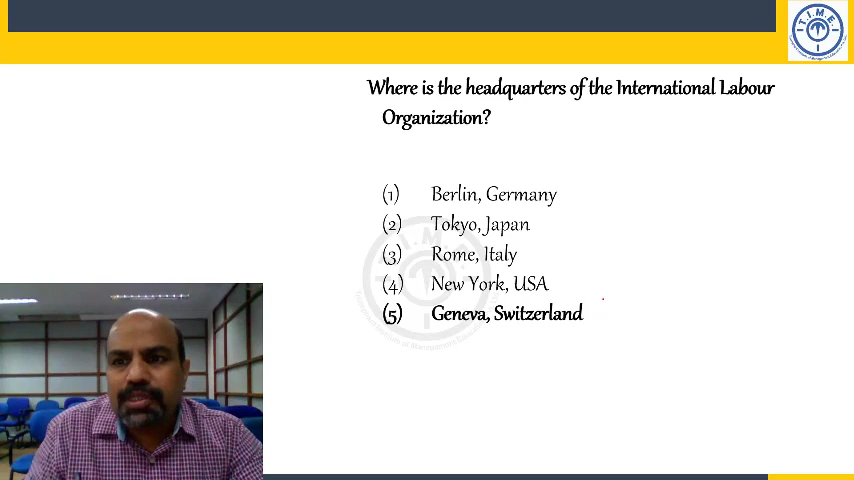 T.I.M.E.
Where is the headquarters of the International Labour
Organization?
(1) Berlin, Germany
(2) Tokyo, Japan
(3) Rome, Italy
(4) New York, USA
(5) Geneva, Switzerland